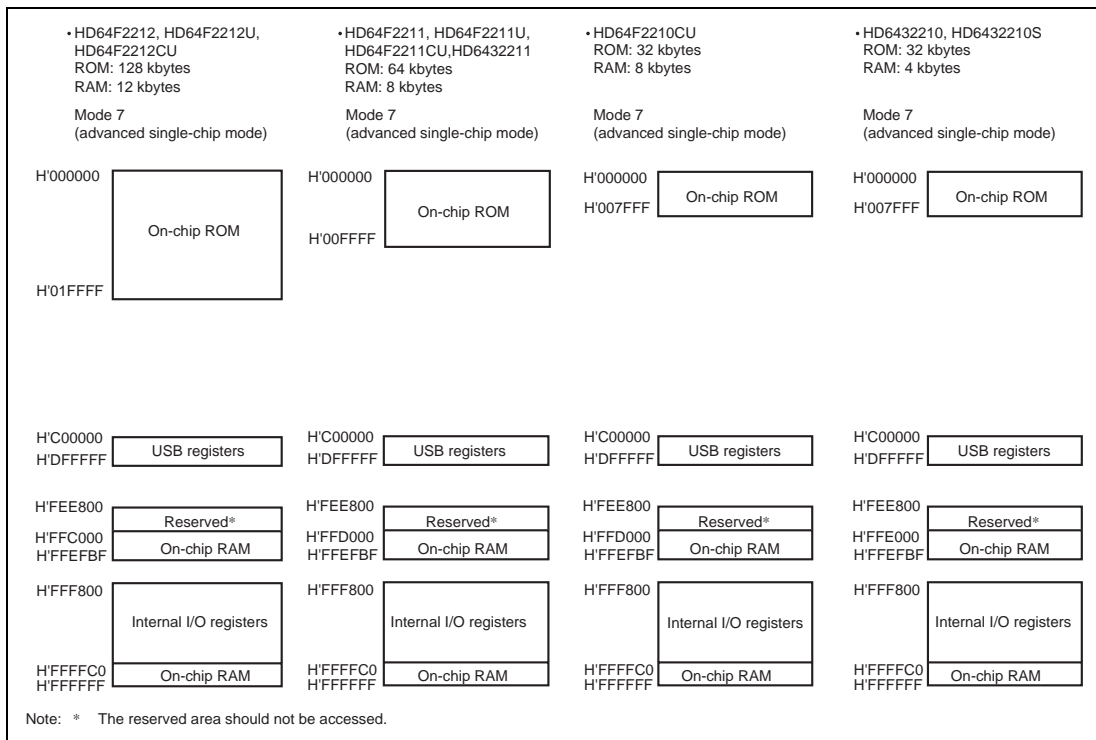 • HD64F2212, HD64F2212U,
HD64F2212CU
ROM: 128 kbytes
RAM: 12 kbytes
Mode 7
(advanced single-chip mode)
H'000000
On-chip ROM
H'01FFFF
H'C00000
USB registers
H'DFFFFF
H'FEE800
Reserved*
H'FFC000
On-chip RAM
H'FFEFBF
H'FFF800
Internal I/O registers
H'FFFFC0
On-chip RAM
H'FFFFFF
• HD64F2211, HD64F2211U,
HD64F2211CU,HD6432211
ROM: 64 kbytes
RAM: 8 kbytes
Mode 7
(advanced single-chip mode)
H'000000
On-chip ROM
H'00FFFF
H'C00000
USB registers
H'DFFFFF
H'FEE800
Reserved*
H'FFD000
On-chip RAM
H'FFEFBF
H'FFF800
Internal I/O registers
H'FFFFC0
On-chip RAM
H'FFFFFF
• HD64F2210CU
ROM: 32 kbytes
RAM: 8 kbytes
Mode 7
(advanced single-chip mode)
H'000000
On-chip ROM
H'007FFF
H'C00000
USB registers
H'DFFFFF
H'FEE800
Reserved*
H'FFD000
On-chip RAM
H'FFEFBF
H'FFF800
Internal I/O registers
H'FFFFC0
On-chip RAM
H'FFFFFF
• HD6432210, HD6432210S
ROM: 32 kbytes
RAM: 4 kbytes
Mode 7
(advanced single-chip mode)
H'000000
On-chip ROM
H'007FFF
H'C00000
USB registers
H'DFFFFF
H'FEE800
Reserved*
H'FFE000
On-chip RAM
H'FFEFBF
H'FFF800
Internal I/O registers
H'FFFFC0
On-chip RAM
H'FFFFFF
Note: * The reserved area should not be accessed.